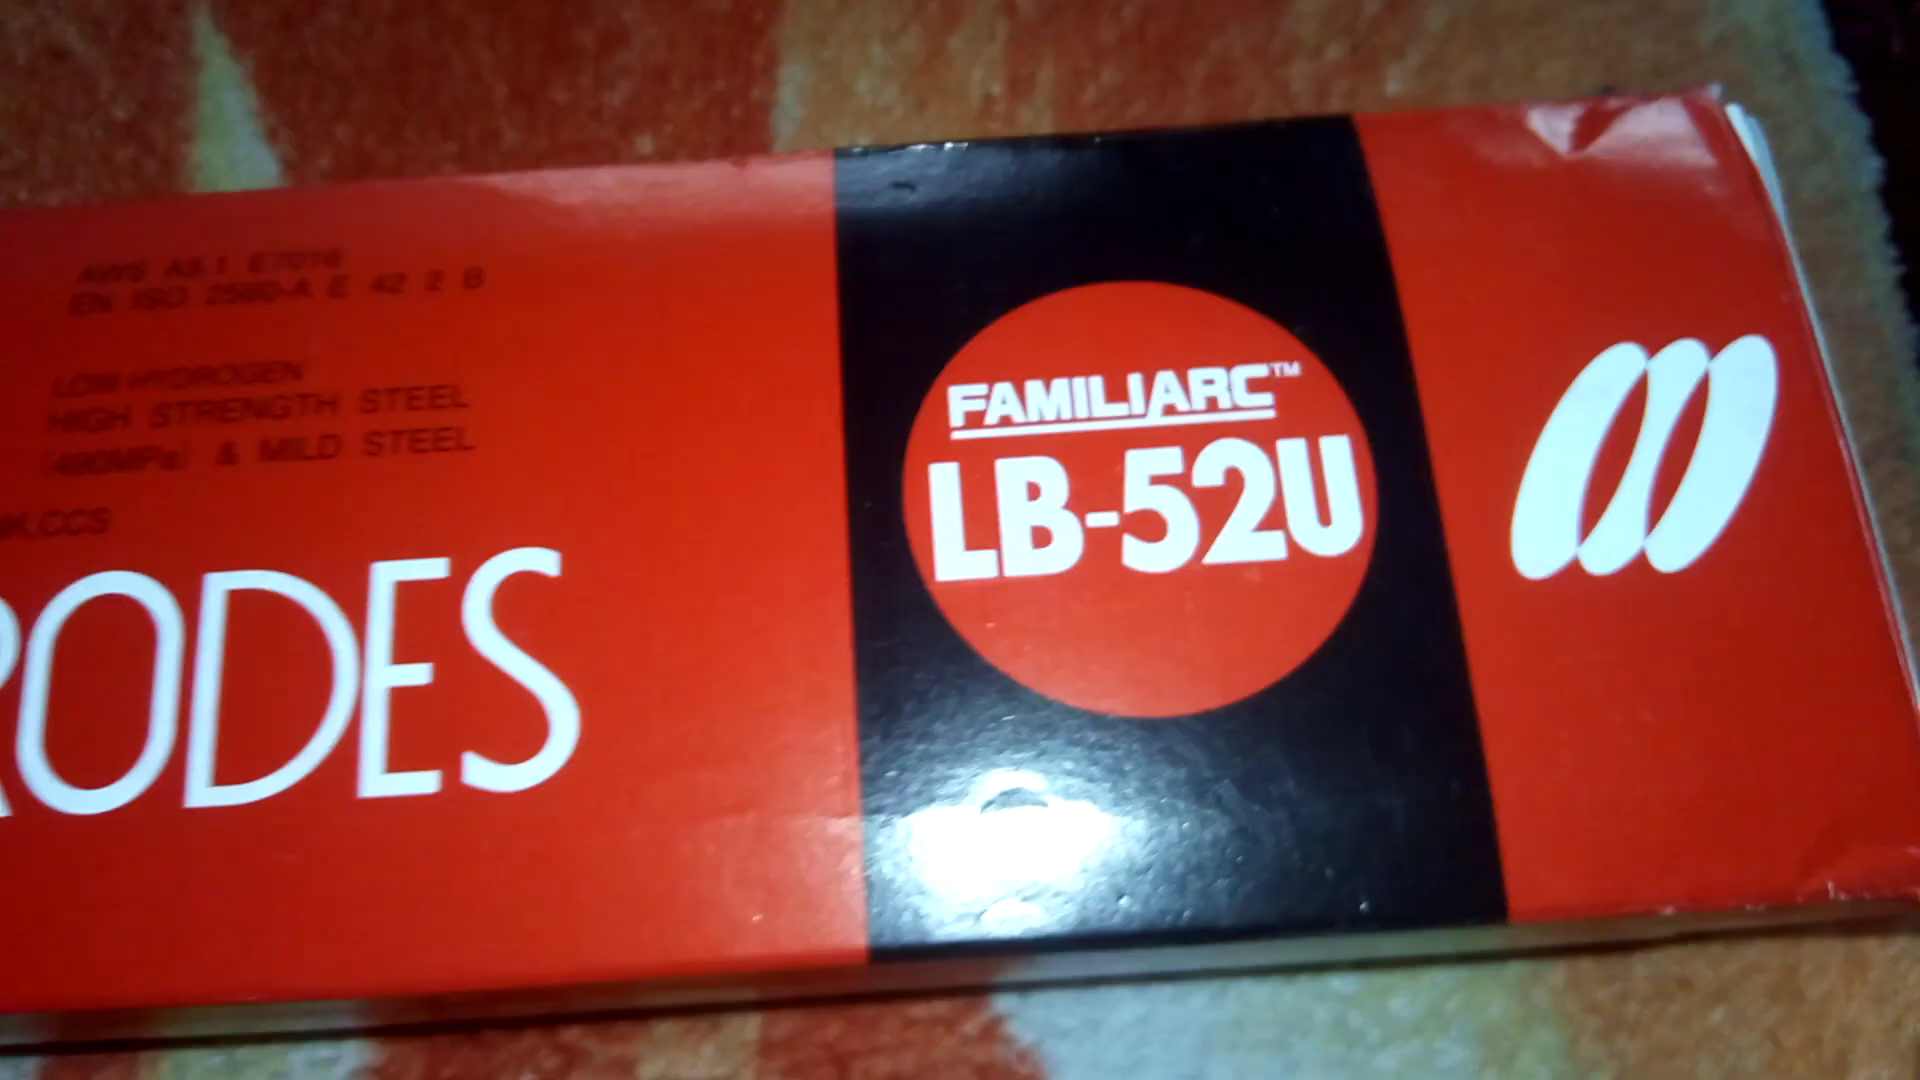 AWS A5.1 E7016
EN ISO 2560-A E 42 2 B
LOW HYDROGEN
HIGH STRENGTH STEEL
(490MPa) & MILD STEEL
CCS
RODES
FAMILIARC™
LB-52U